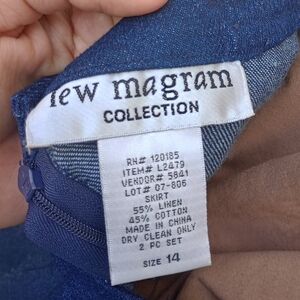 lew magram
COLLECTION
RN# 120185
ITEM# L2479
VENDOR# 5841
LOT# 07-806
SKIRT
55% LINEN
45% COTTON
MADE IN CHINA
DRY CLEAN ONLY
2 PC SET
SIZE 14